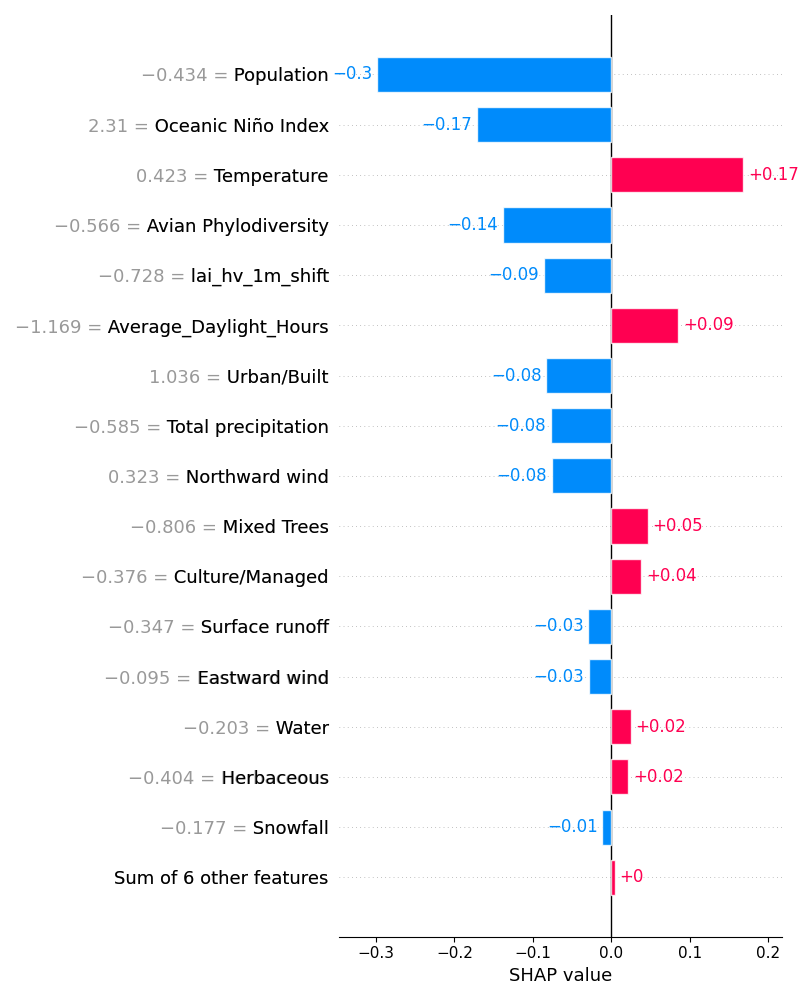 −0.434 = Population −0.3
2.31 = Oceanic Niño Index −0.17
0.423 = Temperature +0.17
−0.566 = Avian Phylodiversity −0.14
−0.728 = lai_hv_1m_shift −0.09
−1.169 = Average_Daylight_Hours +0.09
1.036 = Urban/Built −0.08
−0.585 = Total precipitation −0.08
0.323 = Northward wind −0.08
−0.806 = Mixed Trees +0.05
−0.376 = Culture/Managed +0.04
−0.347 = Surface runoff −0.03
−0.095 = Eastward wind −0.03
−0.203 = Water +0.02
−0.404 = Herbaceous +0.02
−0.177 = Snowfall −0.01
Sum of 6 other features +0
−0.3 −0.2 −0.1 0.0 0.1 0.2
SHAP value